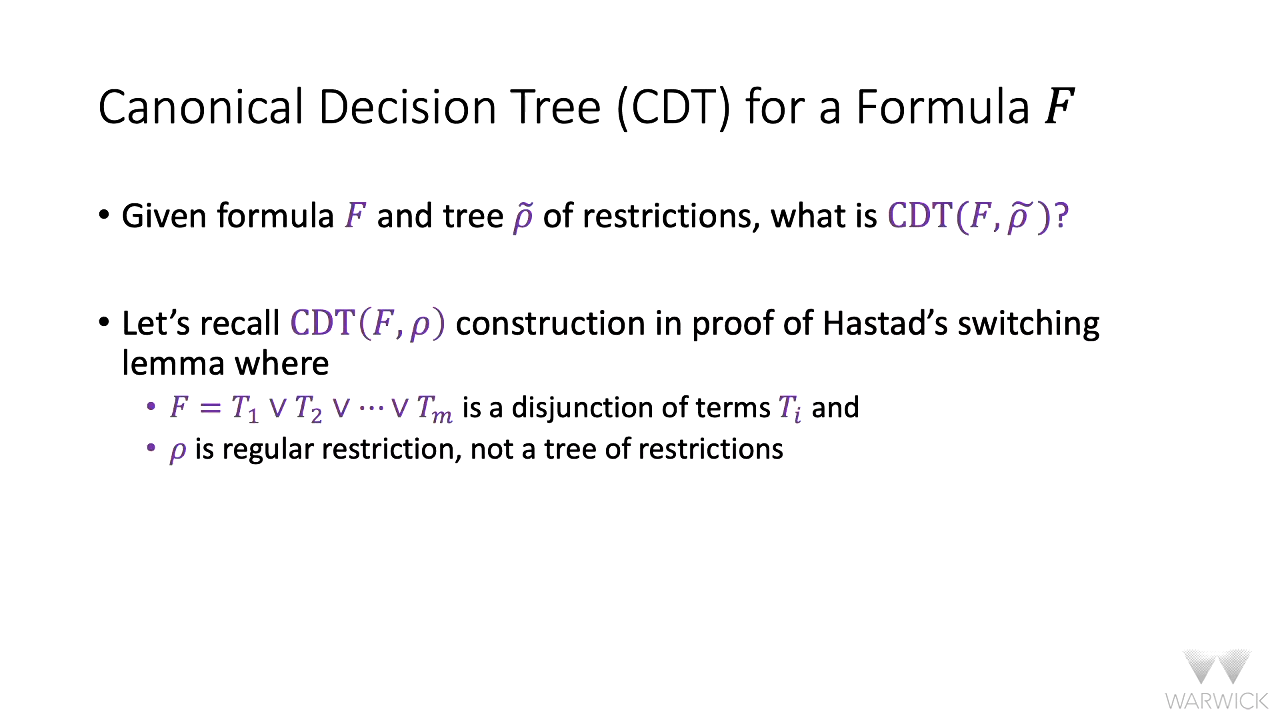 Canonical Decision Tree (CDT) for a Formula 𝑭
• Given formula 𝐹 and tree ρ̃ of restrictions, what is CDT(𝐹, ρ̃ )?
• Let’s recall CDT(𝐹, ρ) construction in proof of Hastad’s switching
lemma where
• 𝐹 = 𝑇₁ ∨ 𝑇₂ ∨ ⋯ ∨ 𝑇ₘ is a disjunction of terms 𝑇ᵢ and
• ρ is regular restriction, not a tree of restrictions
WARWICK